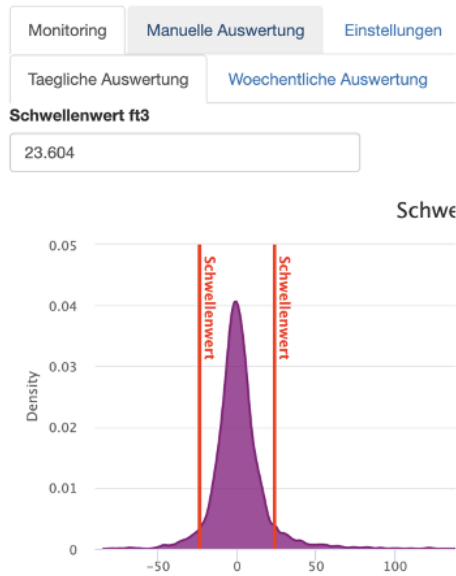 Monitoring Manuelle Auswertung Einstellungen
Taegliche Auswertung Woechentliche Auswertung
Schwellenwert ft3
23.604
Schwe
0.05
Schwellenwert Schwellenwert
0.04
0.03
Density
0.02
0.01
0
-50 0 50 100